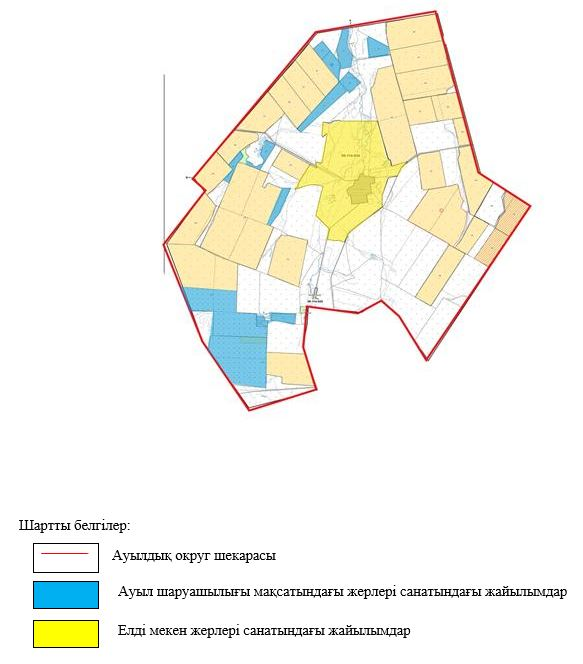 Шартты белгілер:
Ауылдық округ шекарасы
Ауыл шаруашылығы мақсатындағы жерлері санатындағы жайылымдар
Елді мекен жерлері санатындағы жайылымдар